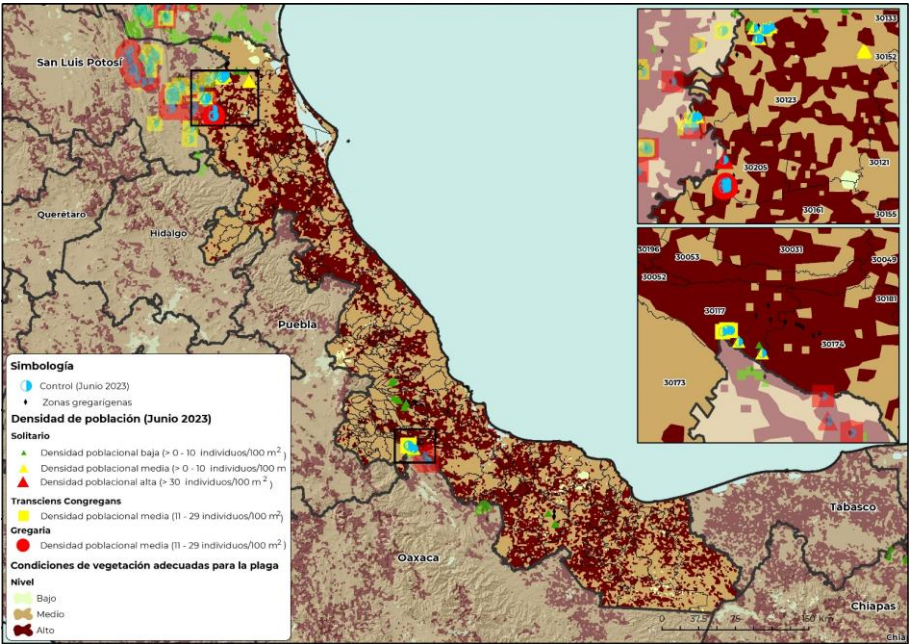 San Luis Potosí
Querétaro
Hidalgo
Puebla
Oaxaca
Tabasco
Chiapas
Chia
30133
30152
30123
30205
30121
30161
30155
30196
30053
30031
30049
30052
30181
30117
30174
30173
Simbología
Control (Junio 2023)
Zonas gregarigenas
Densidad de población (Junio 2023)
Solitario
Densidad poblacional baja (> 0 - 10 individuos/100 m²)
Densidad poblacional media (> 0 - 10 individuos/100 m
Densidad poblacional alta (> 30 individuos/100 m²)
Transciens Congregans
Densidad poblacional media (11 - 29 individuos/100 m²)
Gregaria
Densidad poblacional media (11 - 29 individuos/100 m²)
Condiciones de vegetación adecuadas para la plaga
Nivel
Bajo
Medio
Alto
0 37.5 75 150 Km